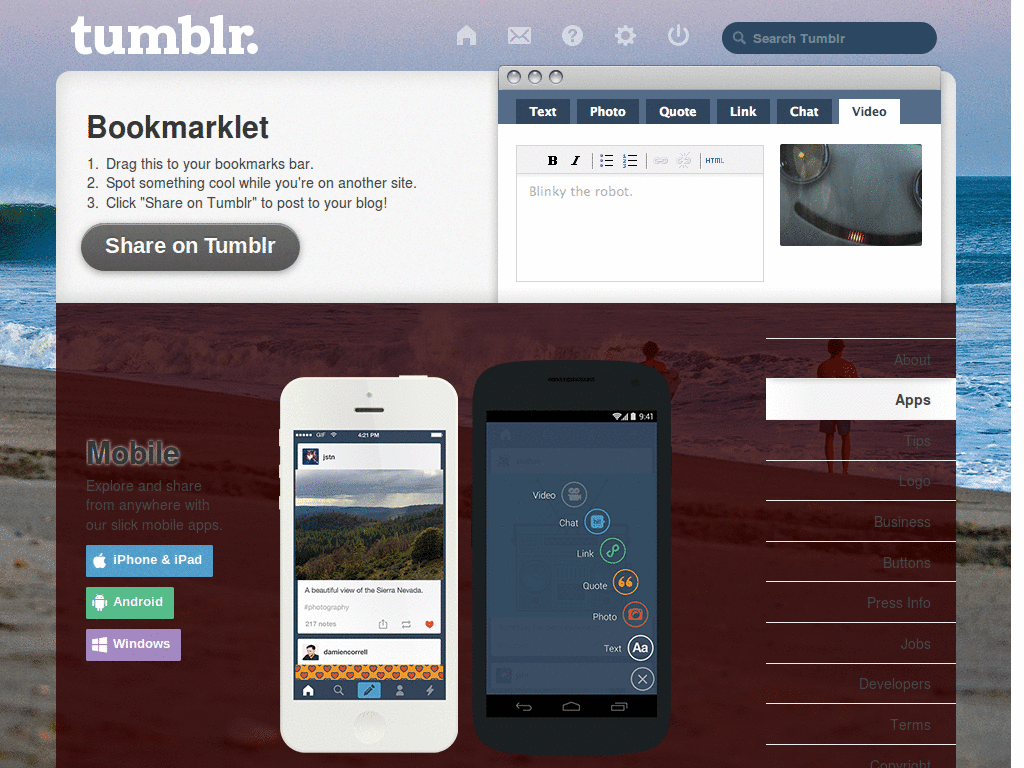 tumblr.
Search Tumblr
Bookmarklet
1. Drag this to your bookmarks bar.
2. Spot something cool while you're on another site.
3. Click "Share on Tumblr" to post to your blog!
Share on Tumblr
Text Photo Quote Link Chat Video
B I HTML
Blinky the robot.
Mobile
Explore and share
from anywhere with
our slick mobile apps.
iPhone & iPad
Android
Windows
GIF 4:21 PM
jstn
A beautiful view of the Sierra Nevada.
#photography
217 notes
damiencorrell
9:41
Video
Chat
Link
Quote
Photo
Text Aa
About
Apps
Tips
Logo
Business
Buttons
Press Info
Jobs
Developers
Terms
Copyright